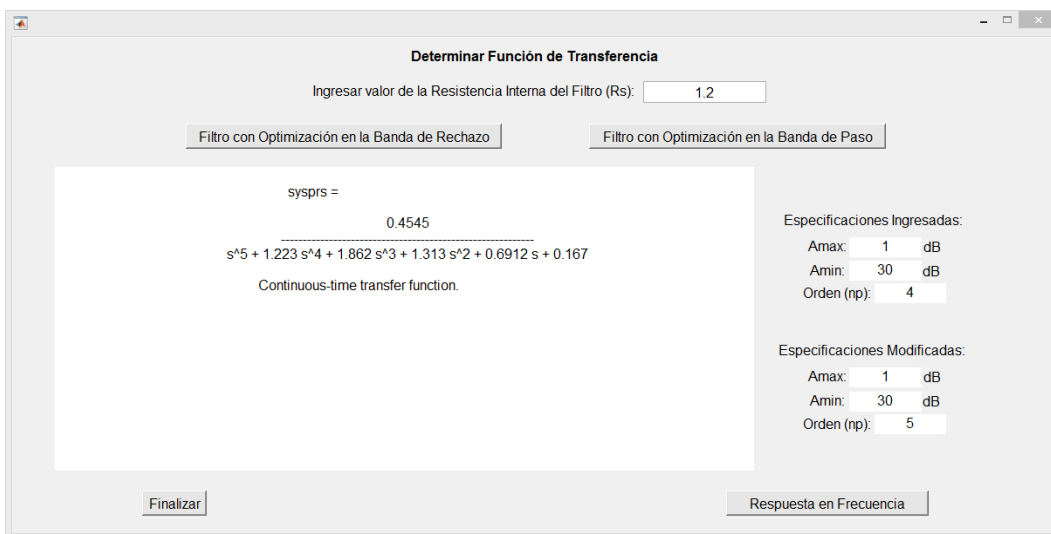 Determinar Función de Transferencia
Ingresar valor de la Resistencia Interna del Filtro (Rs): 1.2
Filtro con Optimización en la Banda de Rechazo
Filtro con Optimización en la Banda de Paso
sysprs =
0.4545
------------------------------------------------------------
s^5 + 1.223 s^4 + 1.862 s^3 + 1.313 s^2 + 0.6912 s + 0.167
Continuous-time transfer function.
Especificaciones Ingresadas:
Amax: 1 dB
Amin: 30 dB
Orden (np): 4
Especificaciones Modificadas:
Amax: 1 dB
Amin: 30 dB
Orden (np): 5
Finalizar
Respuesta en Frecuencia